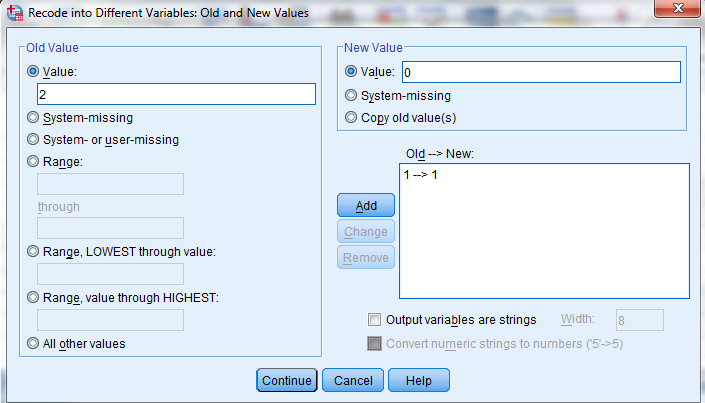 Recode into Different Variables: Old and New Values
Old Value
Value:
2
System-missing
System- or user-missing
Range:
through
Range, LOWEST through value:
Range, value through HIGHEST:
All other values
New Value
Value: 0
System-missing
Copy old value(s)
Old --> New:
1 --> 1
Add
Change
Remove
Output variables are strings Width: 8
Convert numeric strings to numbers ('5'->5)
Continue Cancel Help